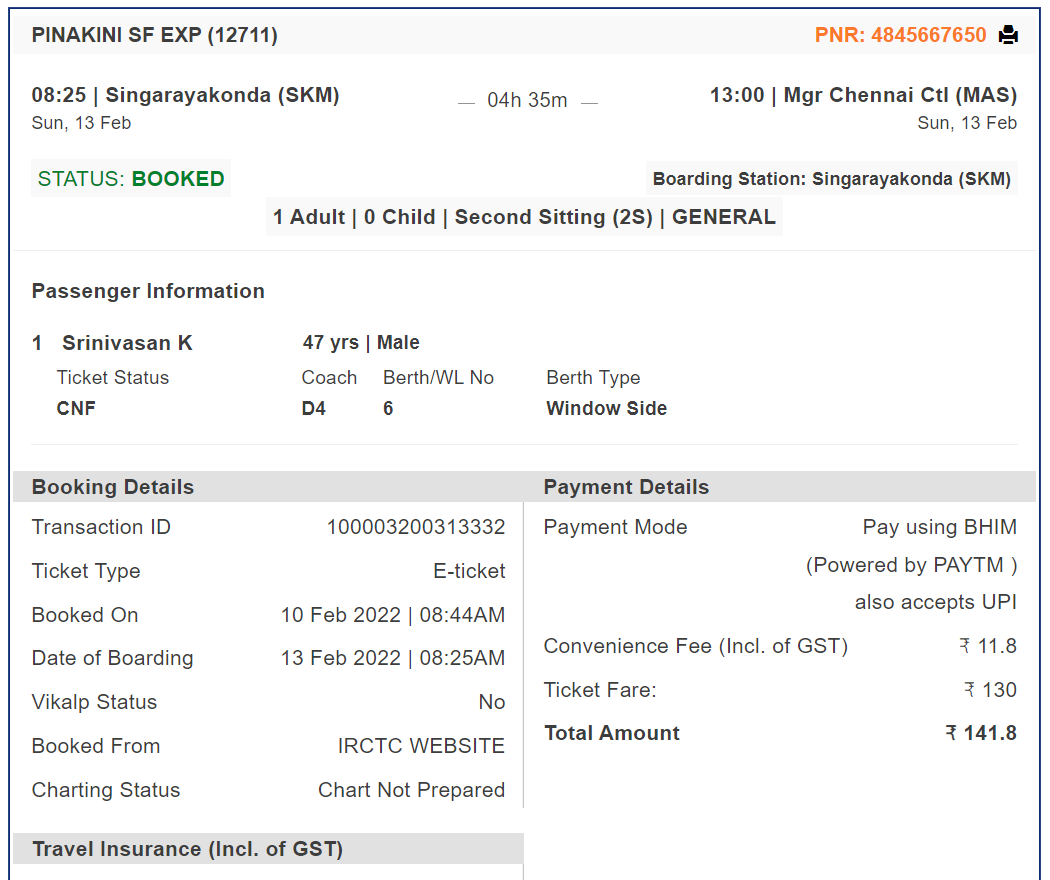 PINAKINI SF EXP (12711) PNR: 4845667650
08:25 | Singarayakonda (SKM) — 04h 35m — 13:00 | Mgr Chennai Ctl (MAS)
Sun, 13 Feb Sun, 13 Feb
STATUS: BOOKED Boarding Station: Singarayakonda (SKM)
1 Adult | 0 Child | Second Sitting (2S) | GENERAL
Passenger Information
1 Srinivasan K 47 yrs | Male
Ticket Status Coach Berth/WL No Berth Type
CNF D4 6 Window Side
Booking Details
Transaction ID 100003200313332
Ticket Type E-ticket
Booked On 10 Feb 2022 | 08:44AM
Date of Boarding 13 Feb 2022 | 08:25AM
Vikalp Status No
Booked From IRCTC WEBSITE
Charting Status Chart Not Prepared
Payment Details
Payment Mode Pay using BHIM
(Powered by PAYTM )
also accepts UPI
Convenience Fee (Incl. of GST) ₹ 11.8
Ticket Fare: ₹ 130
Total Amount ₹ 141.8
Travel Insurance (Incl. of GST)